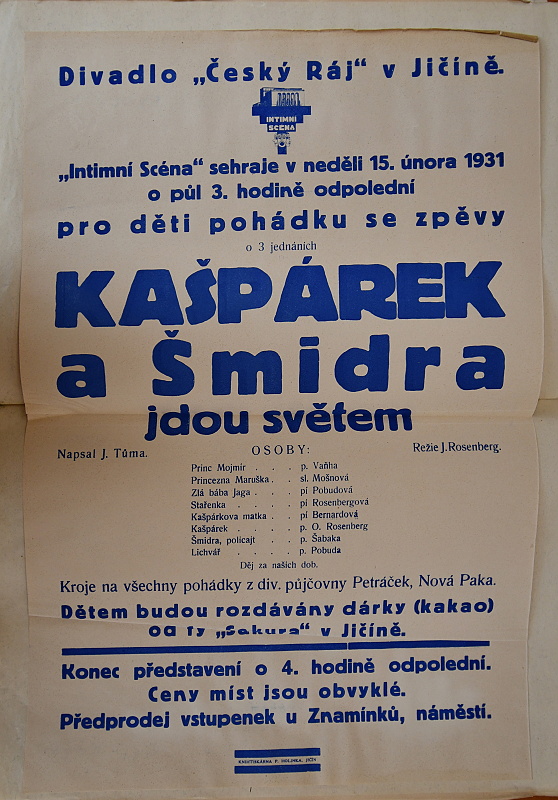 Divadlo „Český Ráj“ v Jičíně.
INTIMNÍ
SCÉNA
„Intimní Scéna“ sehraje v neděli 15. února 1931
o půl 3. hodině odpolední
pro děti pohádku se zpěvy
o 3 jednáních
KAŠPÁREK
a Šmidra
jdou světem
Napsal J. Tůma. OSOBY: Režie J. Rosenberg.
Princ Mojmír . . . p. Vaňha
Princezna Maruška . . sl. Mošnová
Zlá bába jaga . . . pí Pobudová
Stařenka . . . . pí Rosenbergová
Kašpárkova matka . . pí Bernardová
Kašpárek . . . . p. O. Rosenberg
Šmidra, policajt . . p. Šabaka
Lichvář . . . . p. Pobuda
Děj za našich dob.
Kroje na všechny pohádky z div. půjčovny Petráček, Nová Paka.
Dětem budou rozdávány dárky (kakao)
od fy „Sakura“ v Jičíně.
Konec představení o 4. hodině odpolední.
Ceny míst jsou obvyklé.
Předprodej vstupenek u Znamínků, náměstí.
KNIHTISKÁRNA F. HOLINKA, JIČÍN